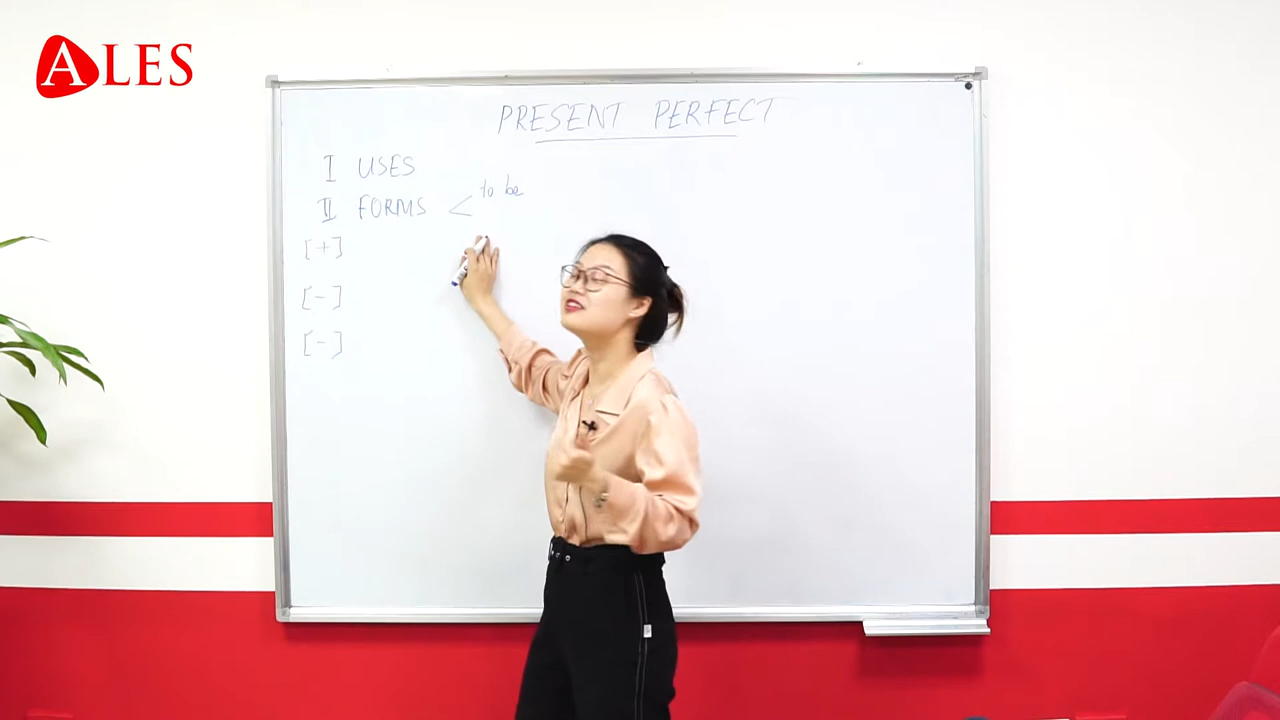 ALES
PRESENT PERFECT
I USES
II FORMS < to be
[+]
[-]
[-]